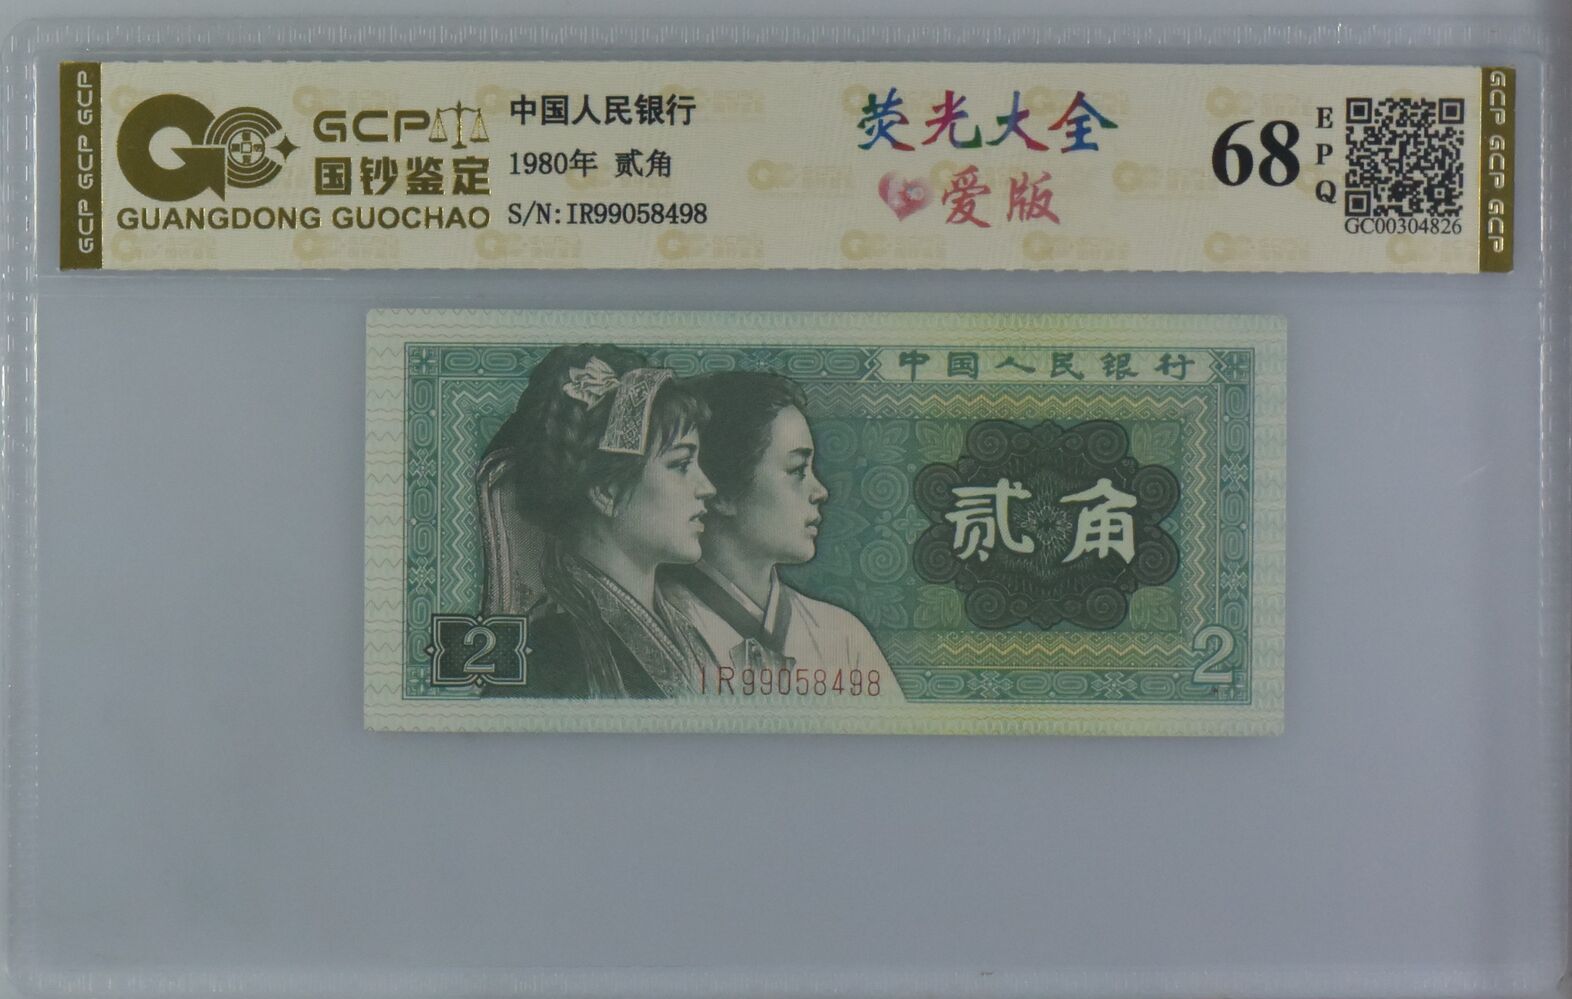 GCP GCP GCP
GCP
国钞鉴定
GUANGDONG GUOCHAO
中国人民银行
1980年 贰角
S/N:IR99058498
荧光大全
爱版
68
EPQ
GC00304826
GCP GCP GCP
中国人民银行
贰角
2
2
IR99058498